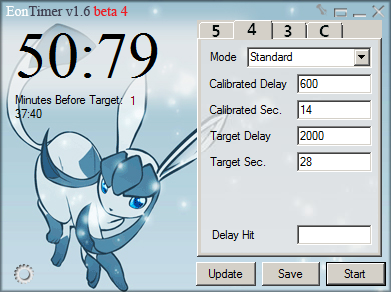 EonTimer v1.6 beta 4
50:79
Minutes Before Target: 1
37:40
5 4 3 C
Mode Standard
Calibrated Delay 600
Calibrated Sec. 14
Target Delay 2000
Target Sec. 28
Delay Hit
Update Save Start